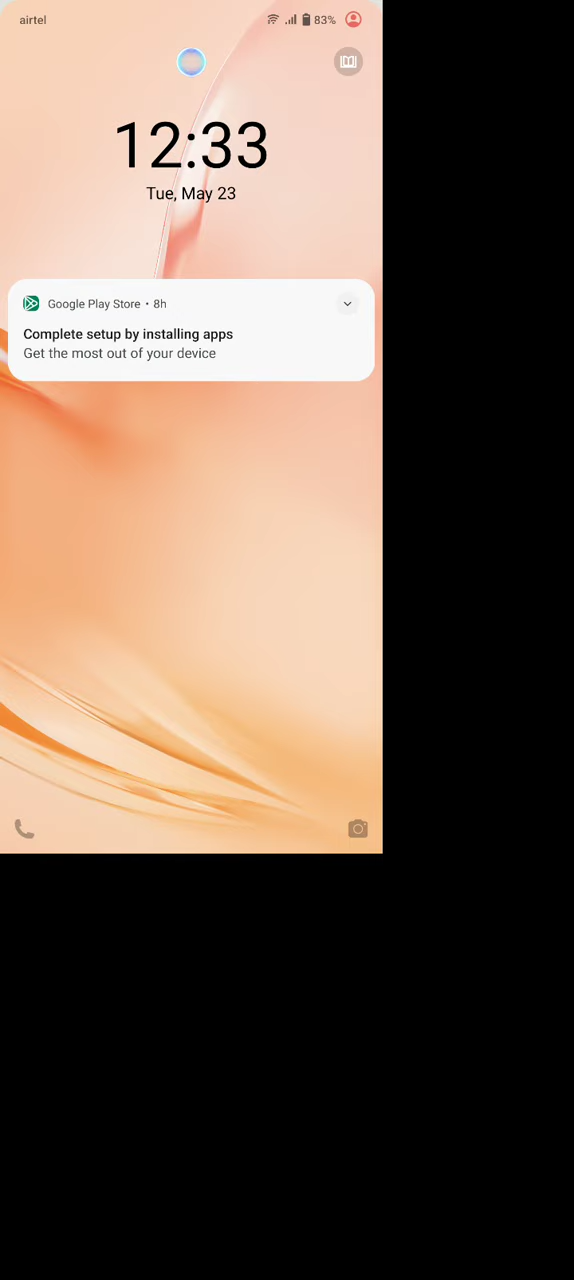 airtel 83%
12:33
Tue, May 23
Google Play Store • 8h
Complete setup by installing apps
Get the most out of your device